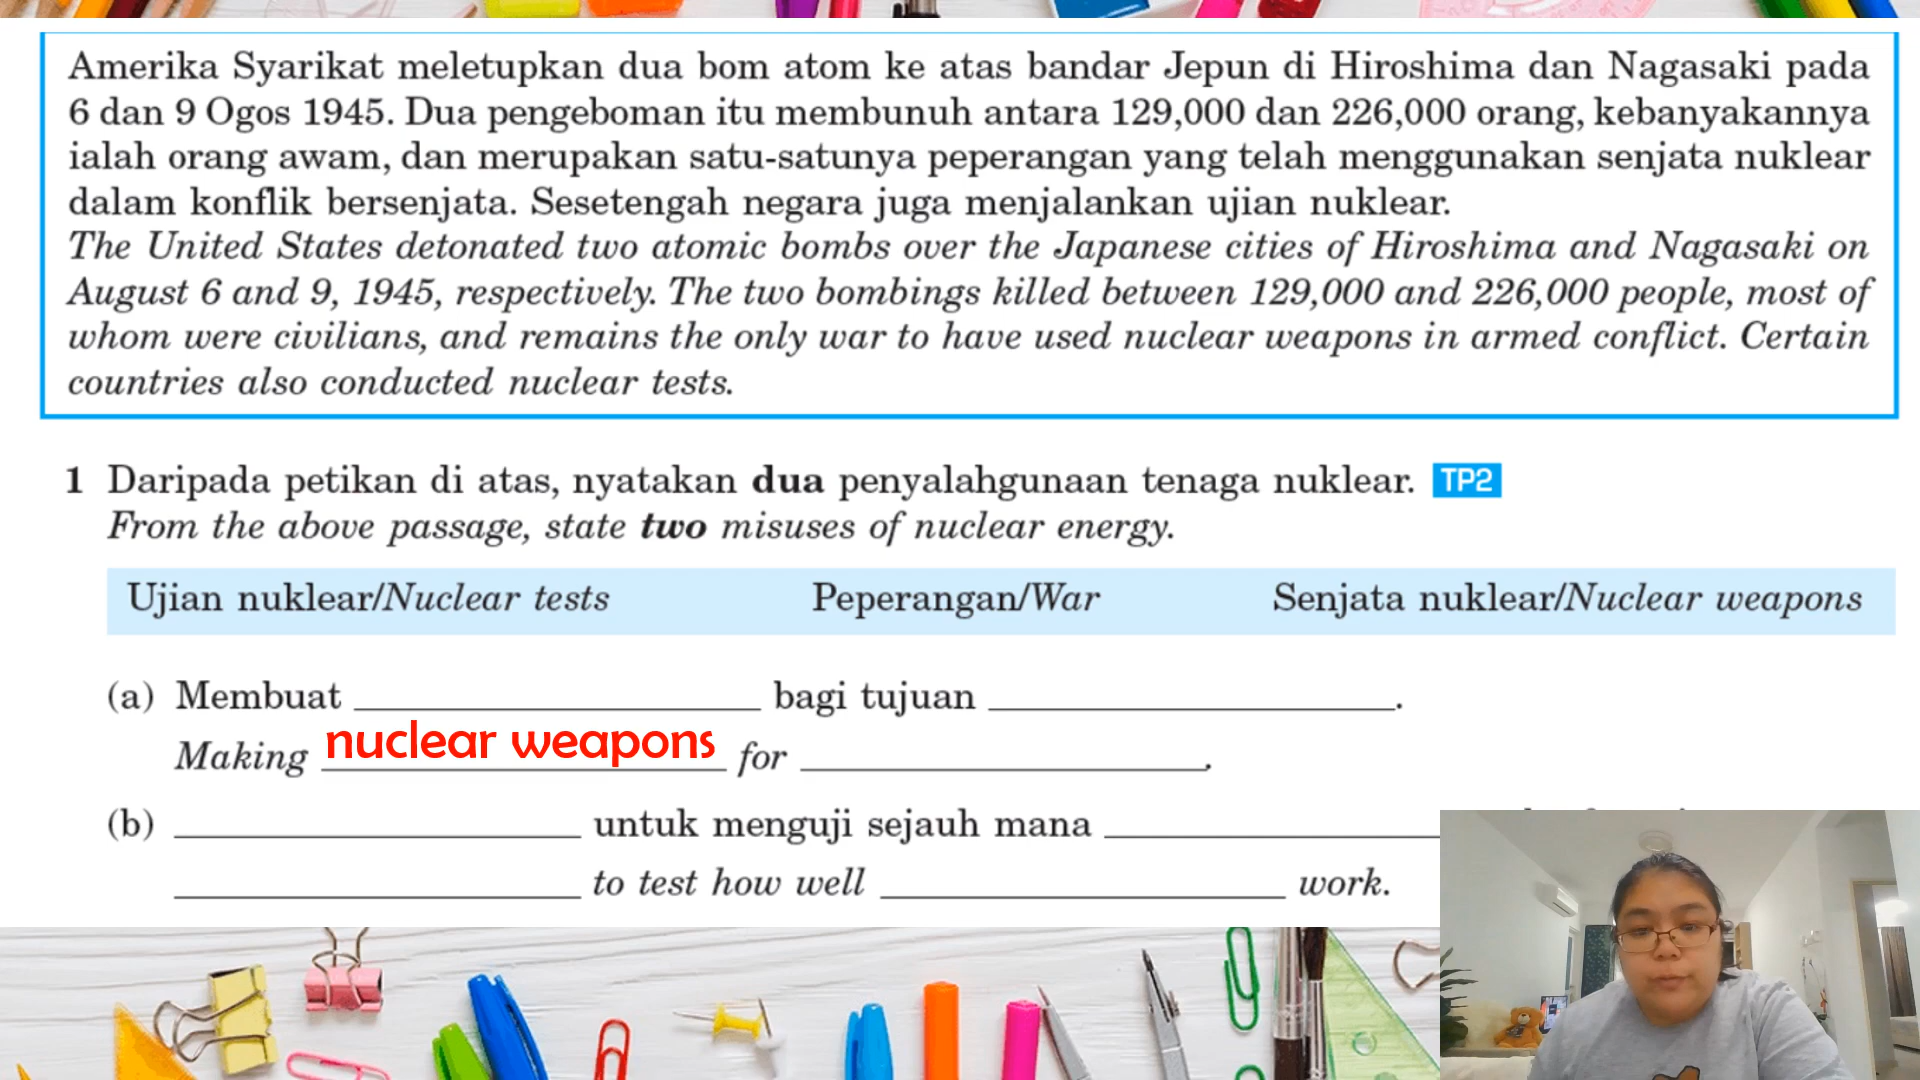 Amerika Syarikat meletupkan dua bom atom ke atas bandar Jepun di Hiroshima dan Nagasaki pada
6 dan 9 Ogos 1945. Dua pengeboman itu membunuh antara 129,000 dan 226,000 orang, kebanyakannya
ialah orang awam, dan merupakan satu-satunya peperangan yang telah menggunakan senjata nuklear
dalam konflik bersenjata. Sesetengah negara juga menjalankan ujian nuklear.
The United States detonated two atomic bombs over the Japanese cities of Hiroshima and Nagasaki on
August 6 and 9, 1945, respectively. The two bombings killed between 129,000 and 226,000 people, most of
whom were civilians, and remains the only war to have used nuclear weapons in armed conflict. Certain
countries also conducted nuclear tests.
1 Daripada petikan di atas, nyatakan dua penyalahgunaan tenaga nuklear. TP2
From the above passage, state two misuses of nuclear energy.
Ujian nuklear/Nuclear tests Peperangan/War Senjata nuklear/Nuclear weapons
(a) Membuat ____________________ bagi tujuan ____________________.
Making nuclear weapons for ____________________.
(b) ____________________ untuk menguji sejauh mana ____________________
____________________ to test how well ____________________ work.